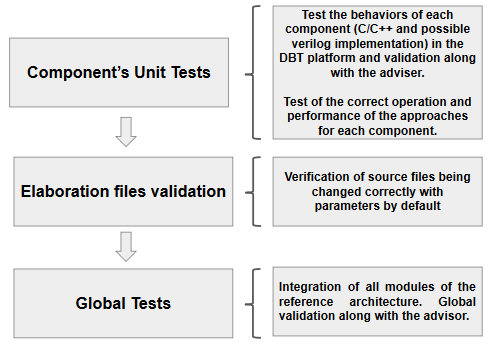 Component's Unit Tests
Test the behaviors of each
component (C/C++ and possible
verilog implementation) in the
DBT platform and validation along
with the adviser.
Test of the correct operation and
performance of the approaches
for each component.
Elaboration files validation
Verification of source files being
changed correctly with
parameters by default
Global Tests
Integration of all modules of the
reference architecture. Global
validation along with the advisor.